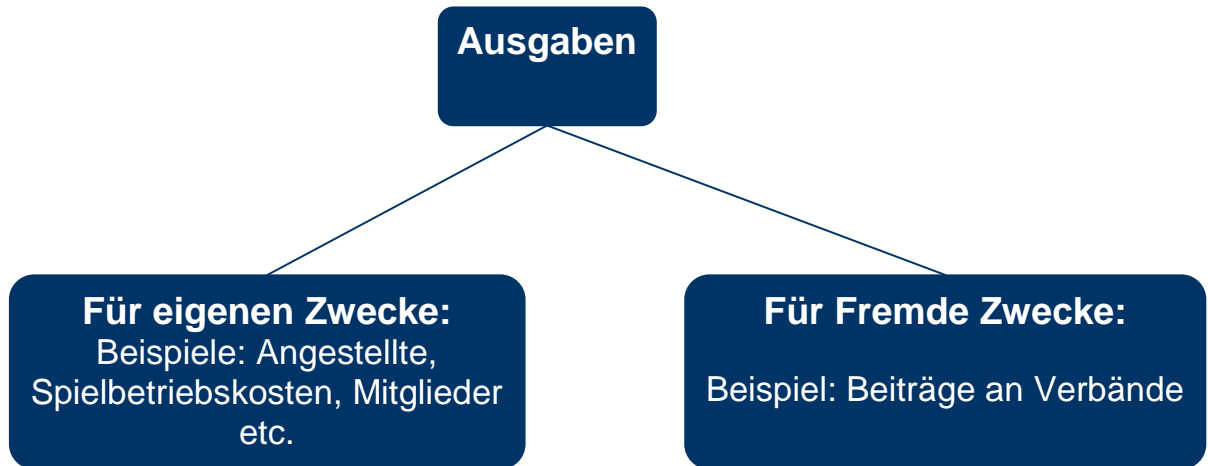 Ausgaben
Für eigenen Zwecke:
Beispiele: Angestellte,
Spielbetriebskosten, Mitglieder
etc.
Für Fremde Zwecke:
Beispiel: Beiträge an Verbände